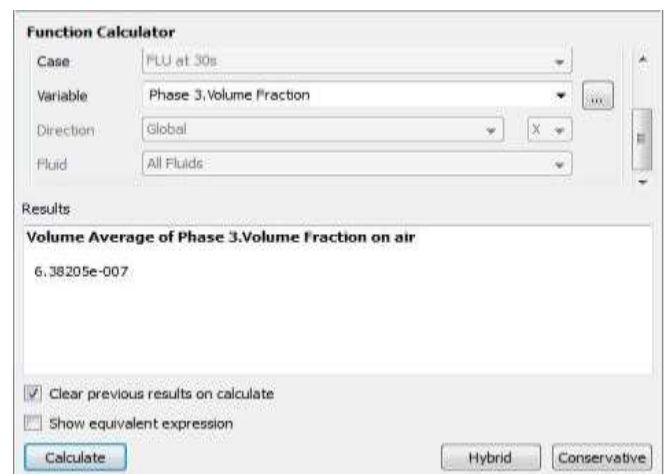 Function Calculator
Case FLU at 30s
Variable Phase 3.Volume Fraction ...
Direction Global X
Fluid All Fluids
Results
Volume Average of Phase 3.Volume Fraction on air
6.38205e-007
Clear previous results on calculate
Show equivalent expression
Calculate Hybrid Conservative